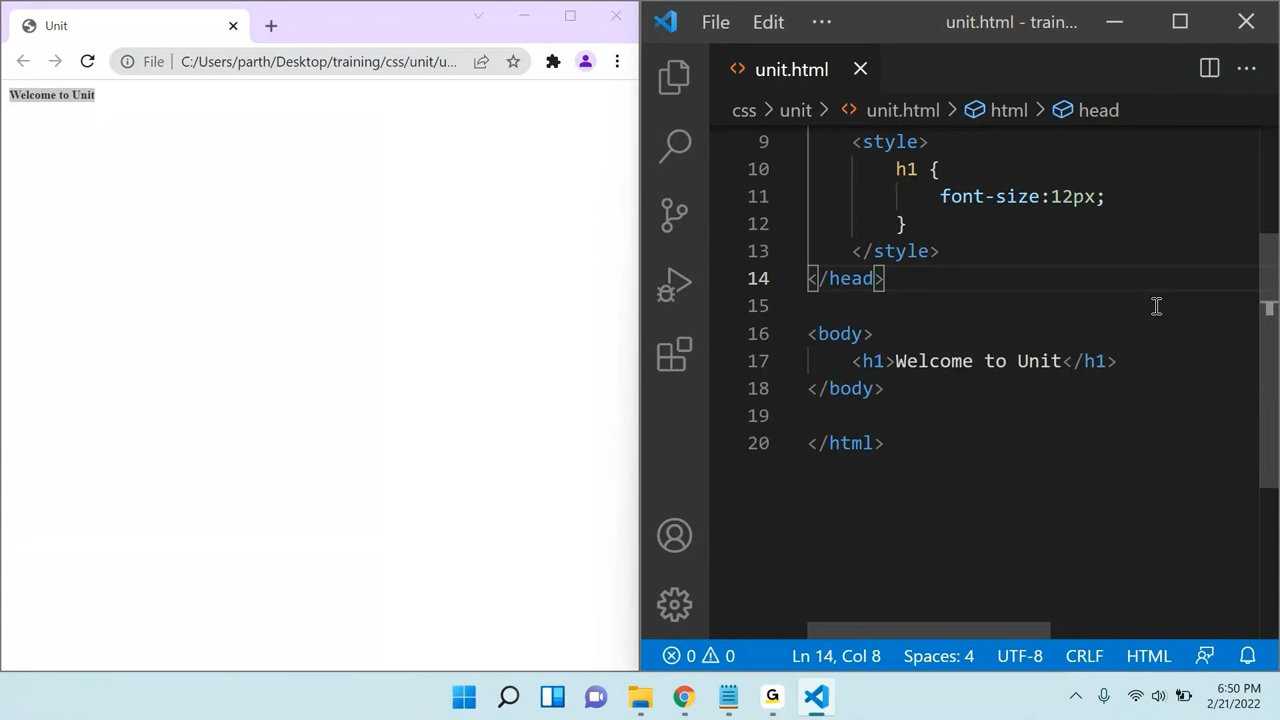 Unit
File C:/Users/parth/Desktop/training/css/unit/u...
Welcome to Unit
File Edit ... unit.html - train...
unit.html
css > unit > unit.html > html > head
9 <style>
10 h1 {
11 font-size:12px;
12 }
13 </style>
14 </head>
15
16 <body>
17 <h1>Welcome to Unit</h1>
18 </body>
19
20 </html>
0 0 Ln 14, Col 8 Spaces: 4 UTF-8 CRLF HTML
G
6:50 PM
2/21/2022